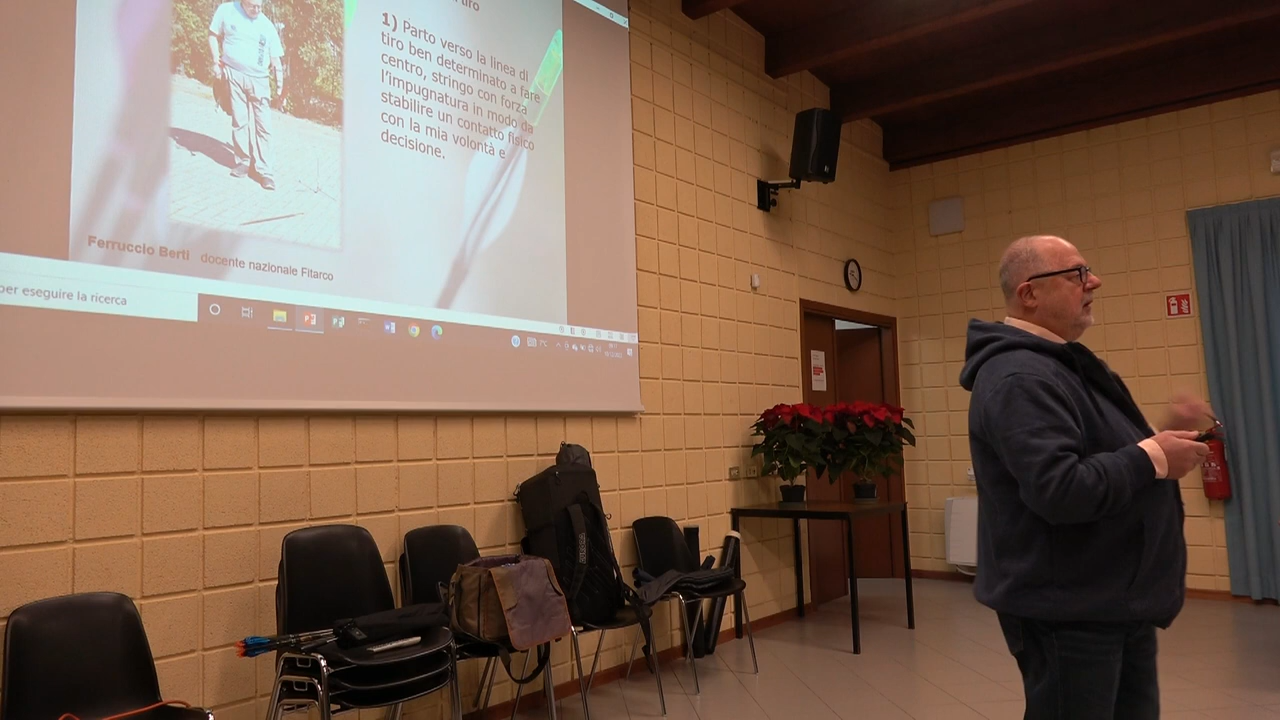 tiro
1) Parto verso la linea di
tiro ben determinato a fare
centro, stringo con forza
l'impugnatura in modo da
stabilire un contatto fisico
con la mia volontà e
decisione.
Ferruccio Berti docente nazionale Fitarco
per eseguire la ricerca